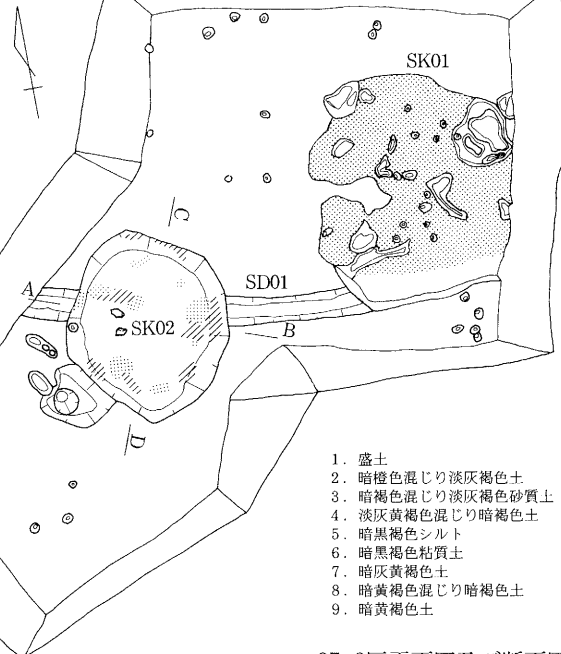 SK01
C
SD01
A
B
SK02
D
1. 盛土
2. 暗橙色混じり淡灰褐色土
3. 暗褐色混じり淡灰褐色砂質土
4. 淡灰黄褐色混じり暗褐色土
5. 暗黒褐色シルト
6. 暗黒褐色粘質土
7. 暗灰黄褐色土
8. 暗黄褐色混じり暗褐色土
9. 暗黄褐色土